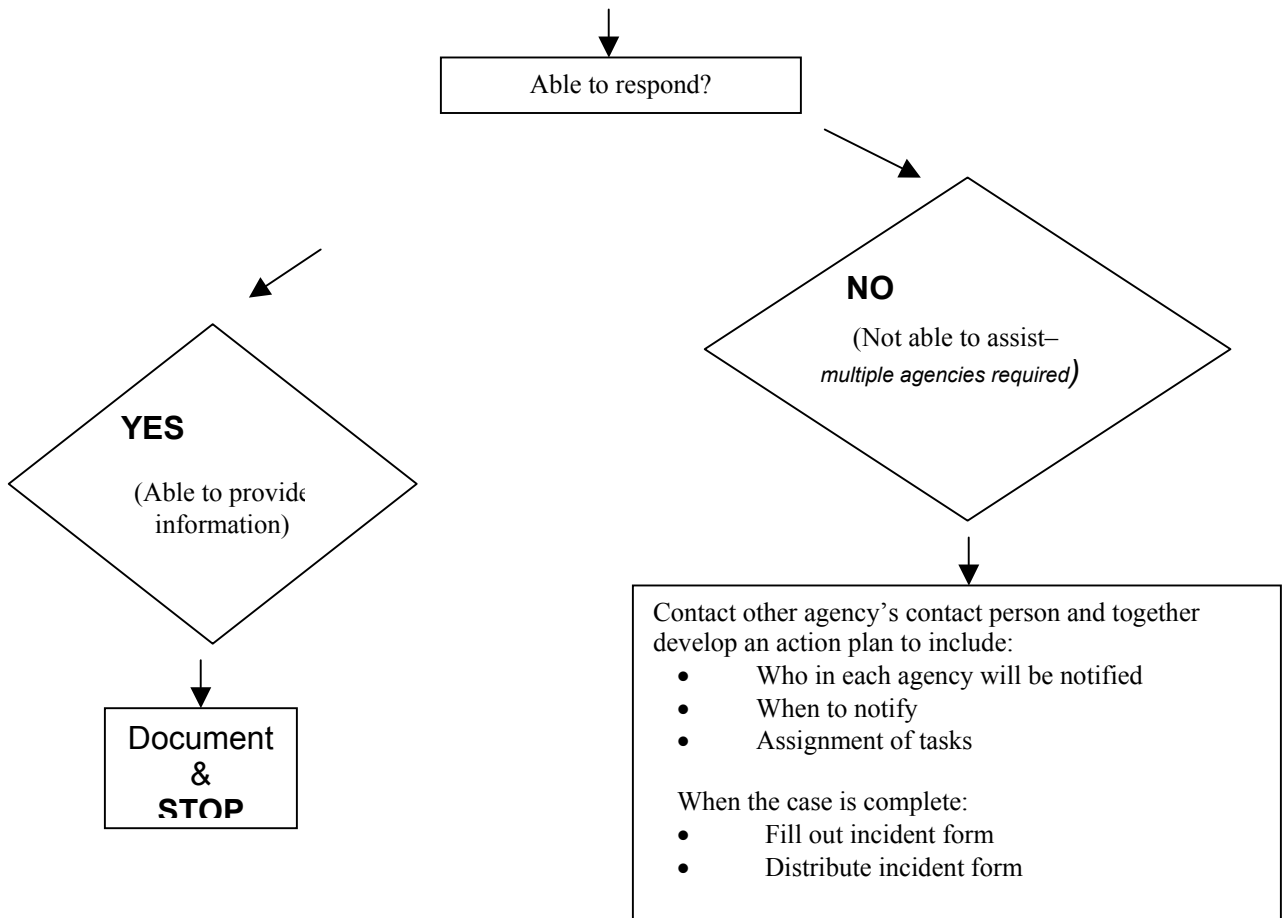 Able to respond?
NO
(Not able to assist–
multiple agencies required)
YES
(Able to provide
information)
Document
&
STOP
Contact other agency’s contact person and together
develop an action plan to include:
• Who in each agency will be notified
• When to notify
• Assignment of tasks
When the case is complete:
• Fill out incident form
• Distribute incident form